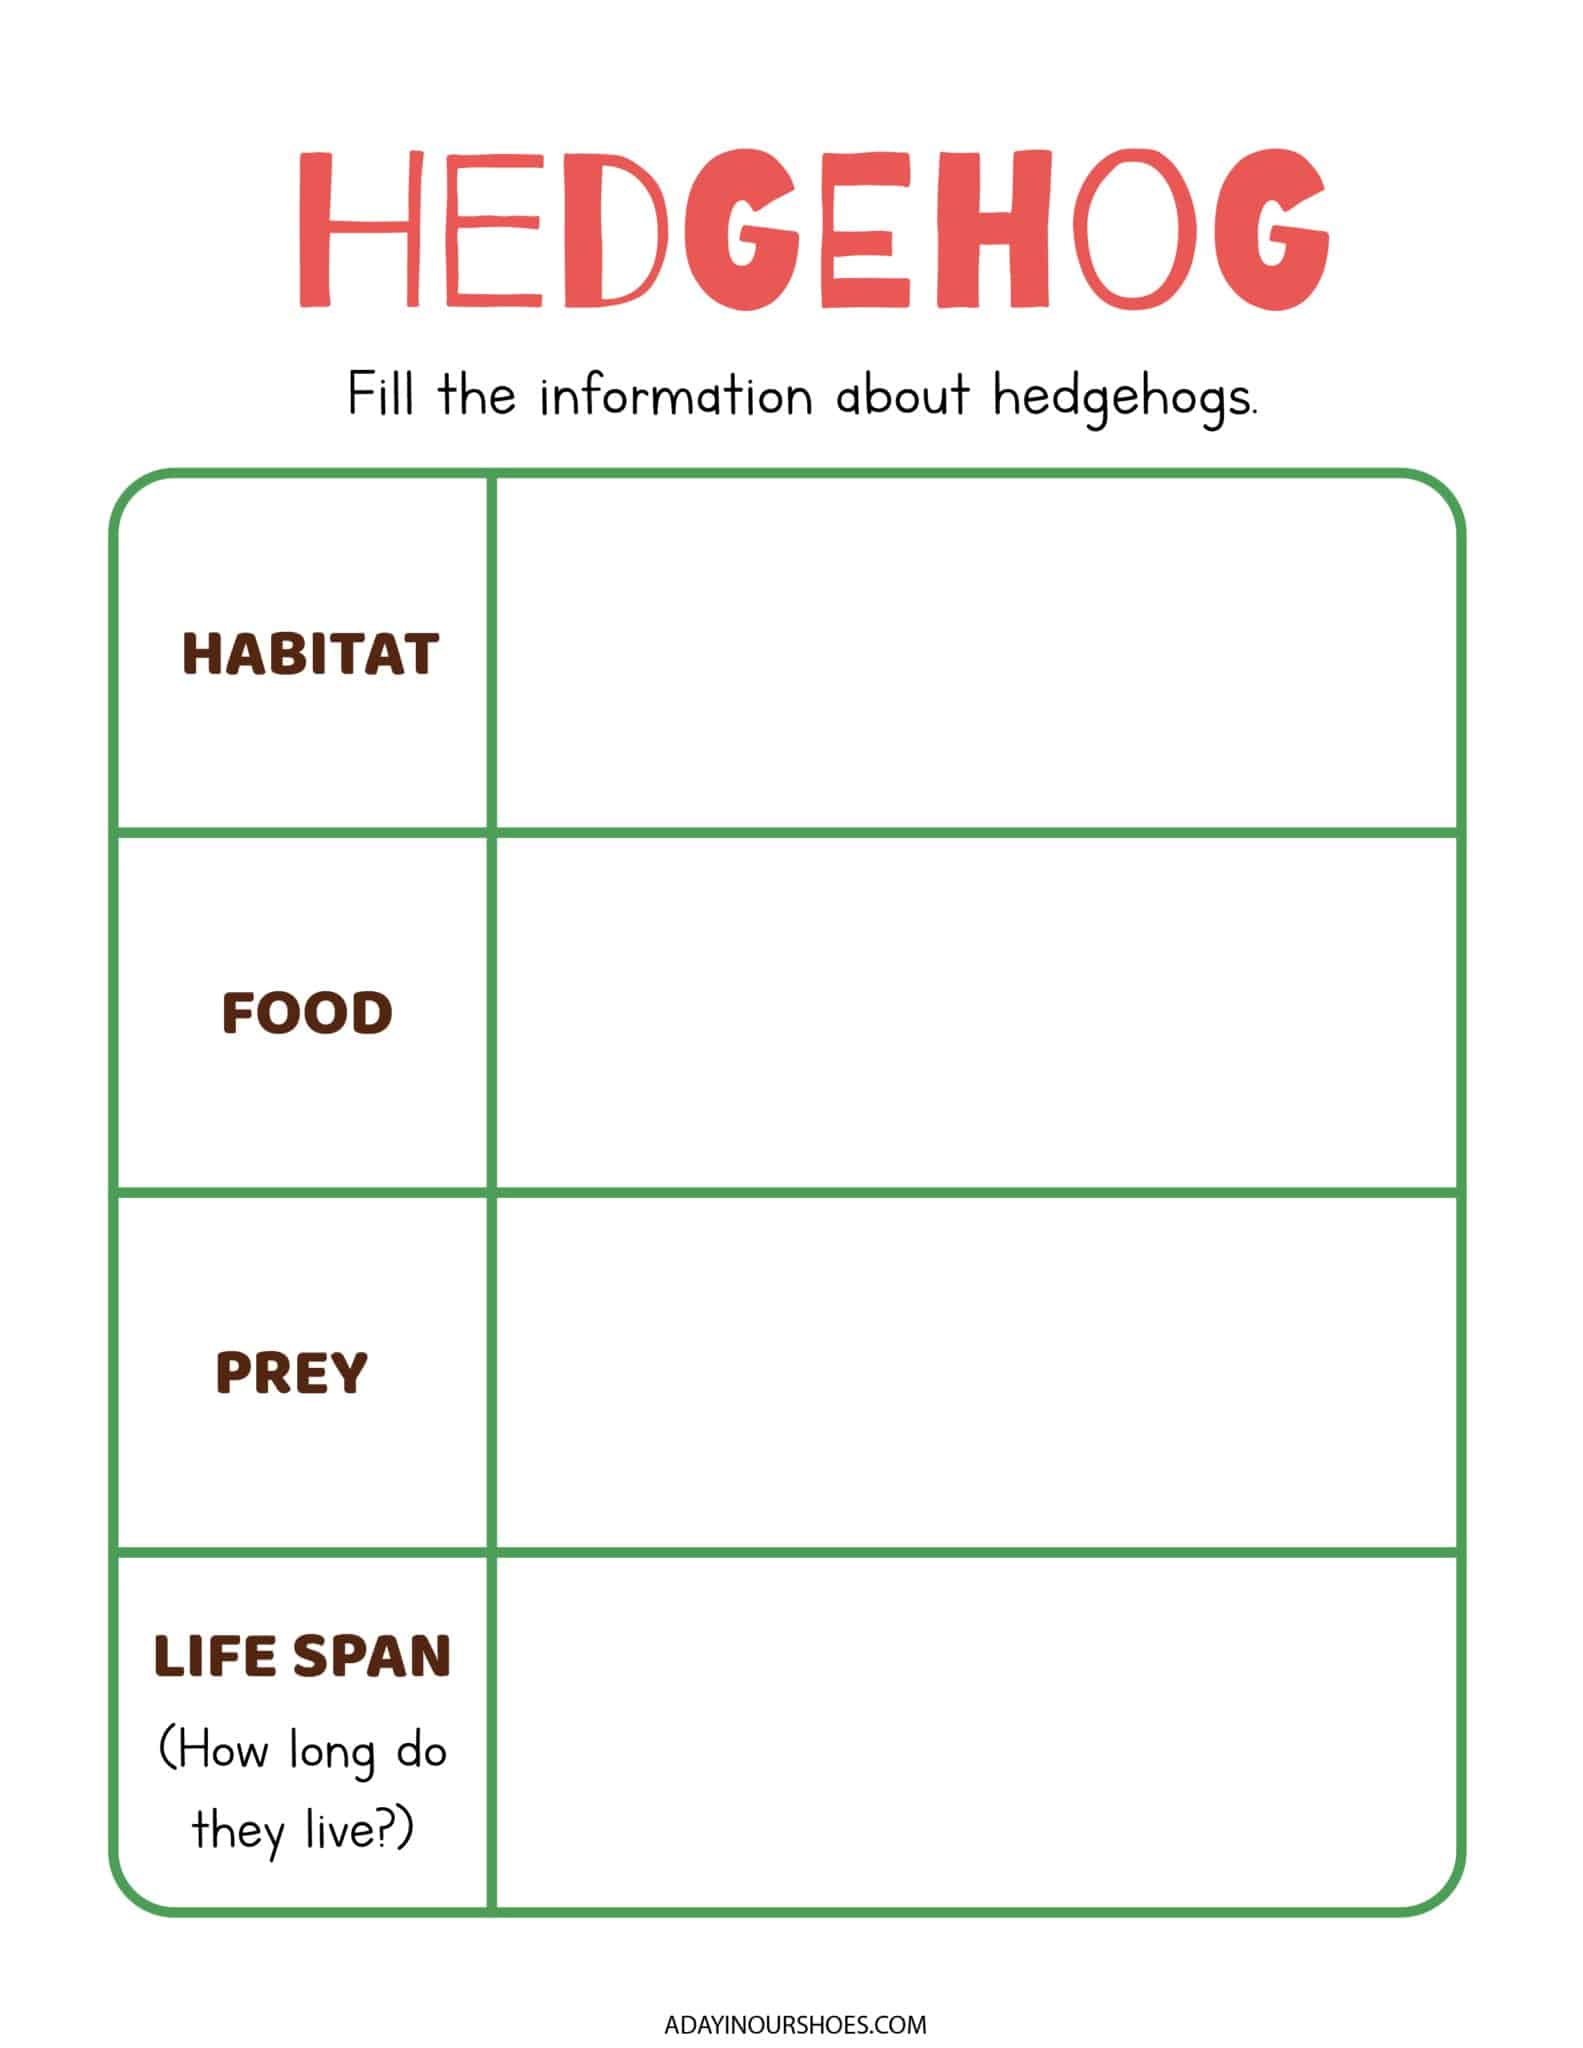 HEDGEHOG
Fill the information about hedgehogs.
HABITAT
FOOD
PREY
LIFE SPAN
(How long do
they live?)
ADAYINOURSHOES.COM